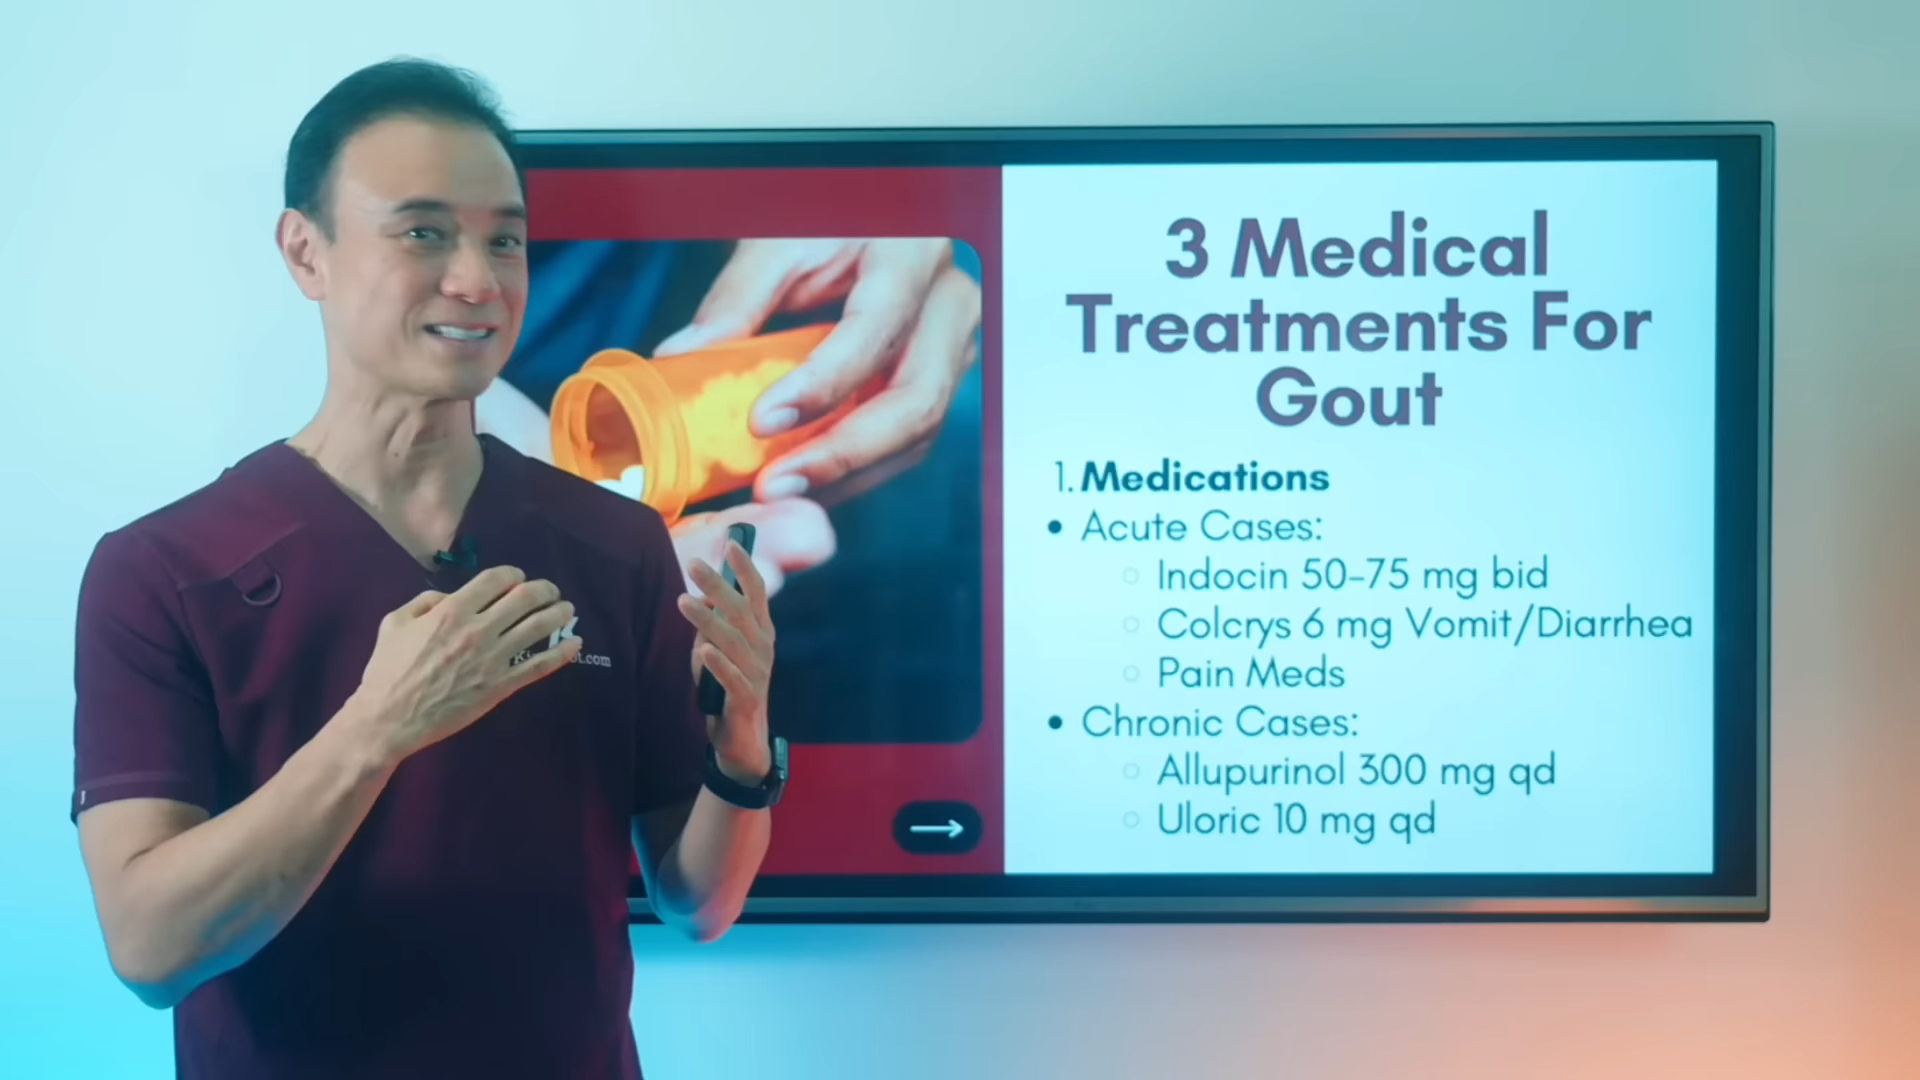 3 Medical
Treatments For
Gout
1. Medications
• Acute Cases:
○ Indocin 50-75 mg bid
○ Colcrys 6 mg Vomit/Diarrhea
○ Pain Meds
• Chronic Cases:
○ Allupurinol 300 mg qd
○ Uloric 10 mg qd
K